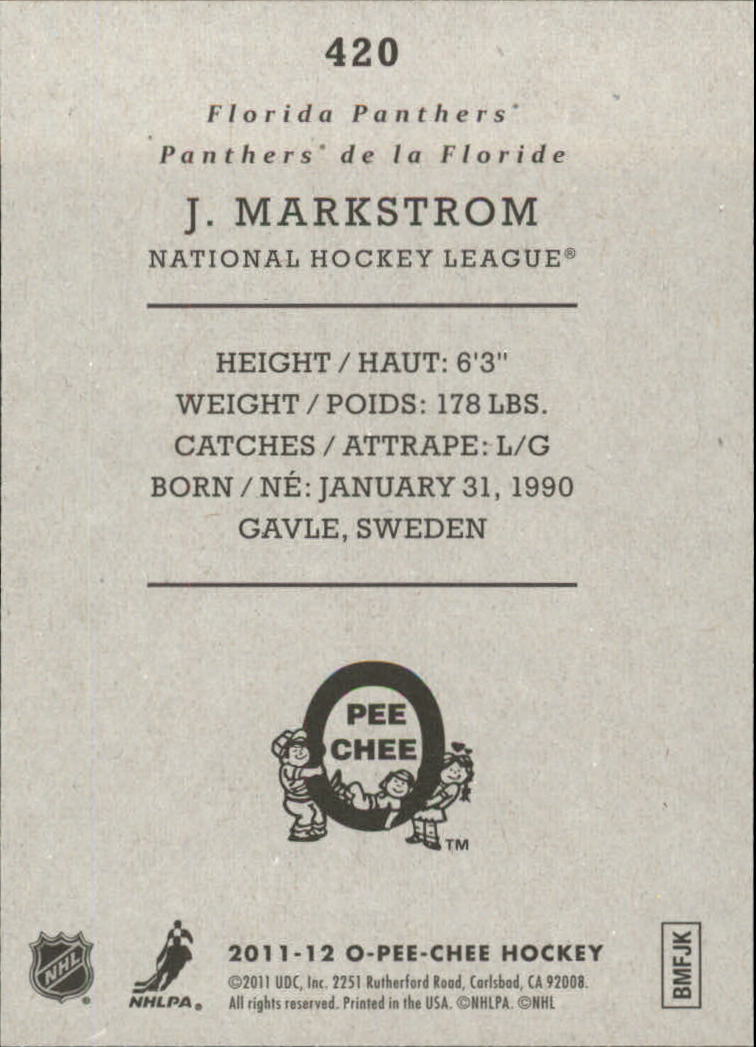 420
Florida Panthers®
Panthers® de la Floride
J. MARKSTROM
NATIONAL HOCKEY LEAGUE®
HEIGHT / HAUT: 6'3"
WEIGHT / POIDS: 178 LBS.
CATCHES / ATTRAPE: L/G
BORN / NÉ: JANUARY 31, 1990
GAVLE, SWEDEN
O
PEE
CHEE
TM
NHL®
NHLPA®
2011-12 O-PEE-CHEE HOCKEY
©2011 UDC, Inc. 2251 Rutherford Road, Carlsbad, CA 92008.
All rights reserved. Printed in the USA. ©NHLPA. ©NHL
BMFJK